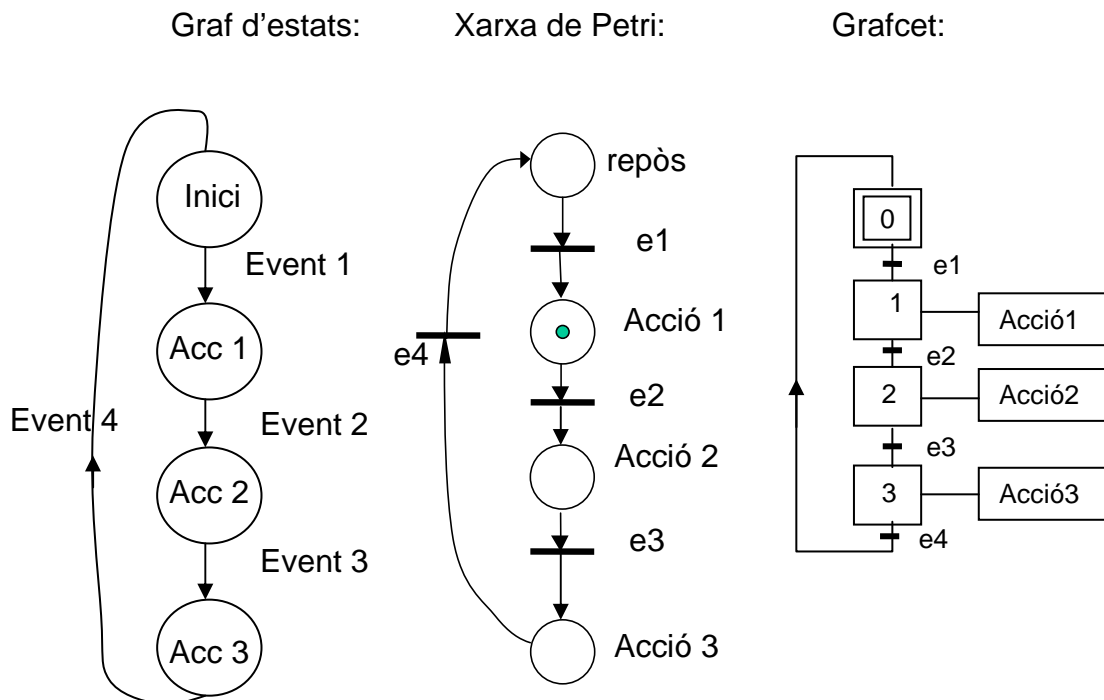 Graf d'estats:
Xarxa de Petri:
Grafcet:
Inici
Event 1
Acc 1
Event 2
Event 4
Acc 2
Event 3
Acc 3
repòs
e1
Acció 1
e4
e2
Acció 2
e3
Acció 3
0
e1
1
Acció1
e2
2
Acció2
e3
3
Acció3
e4